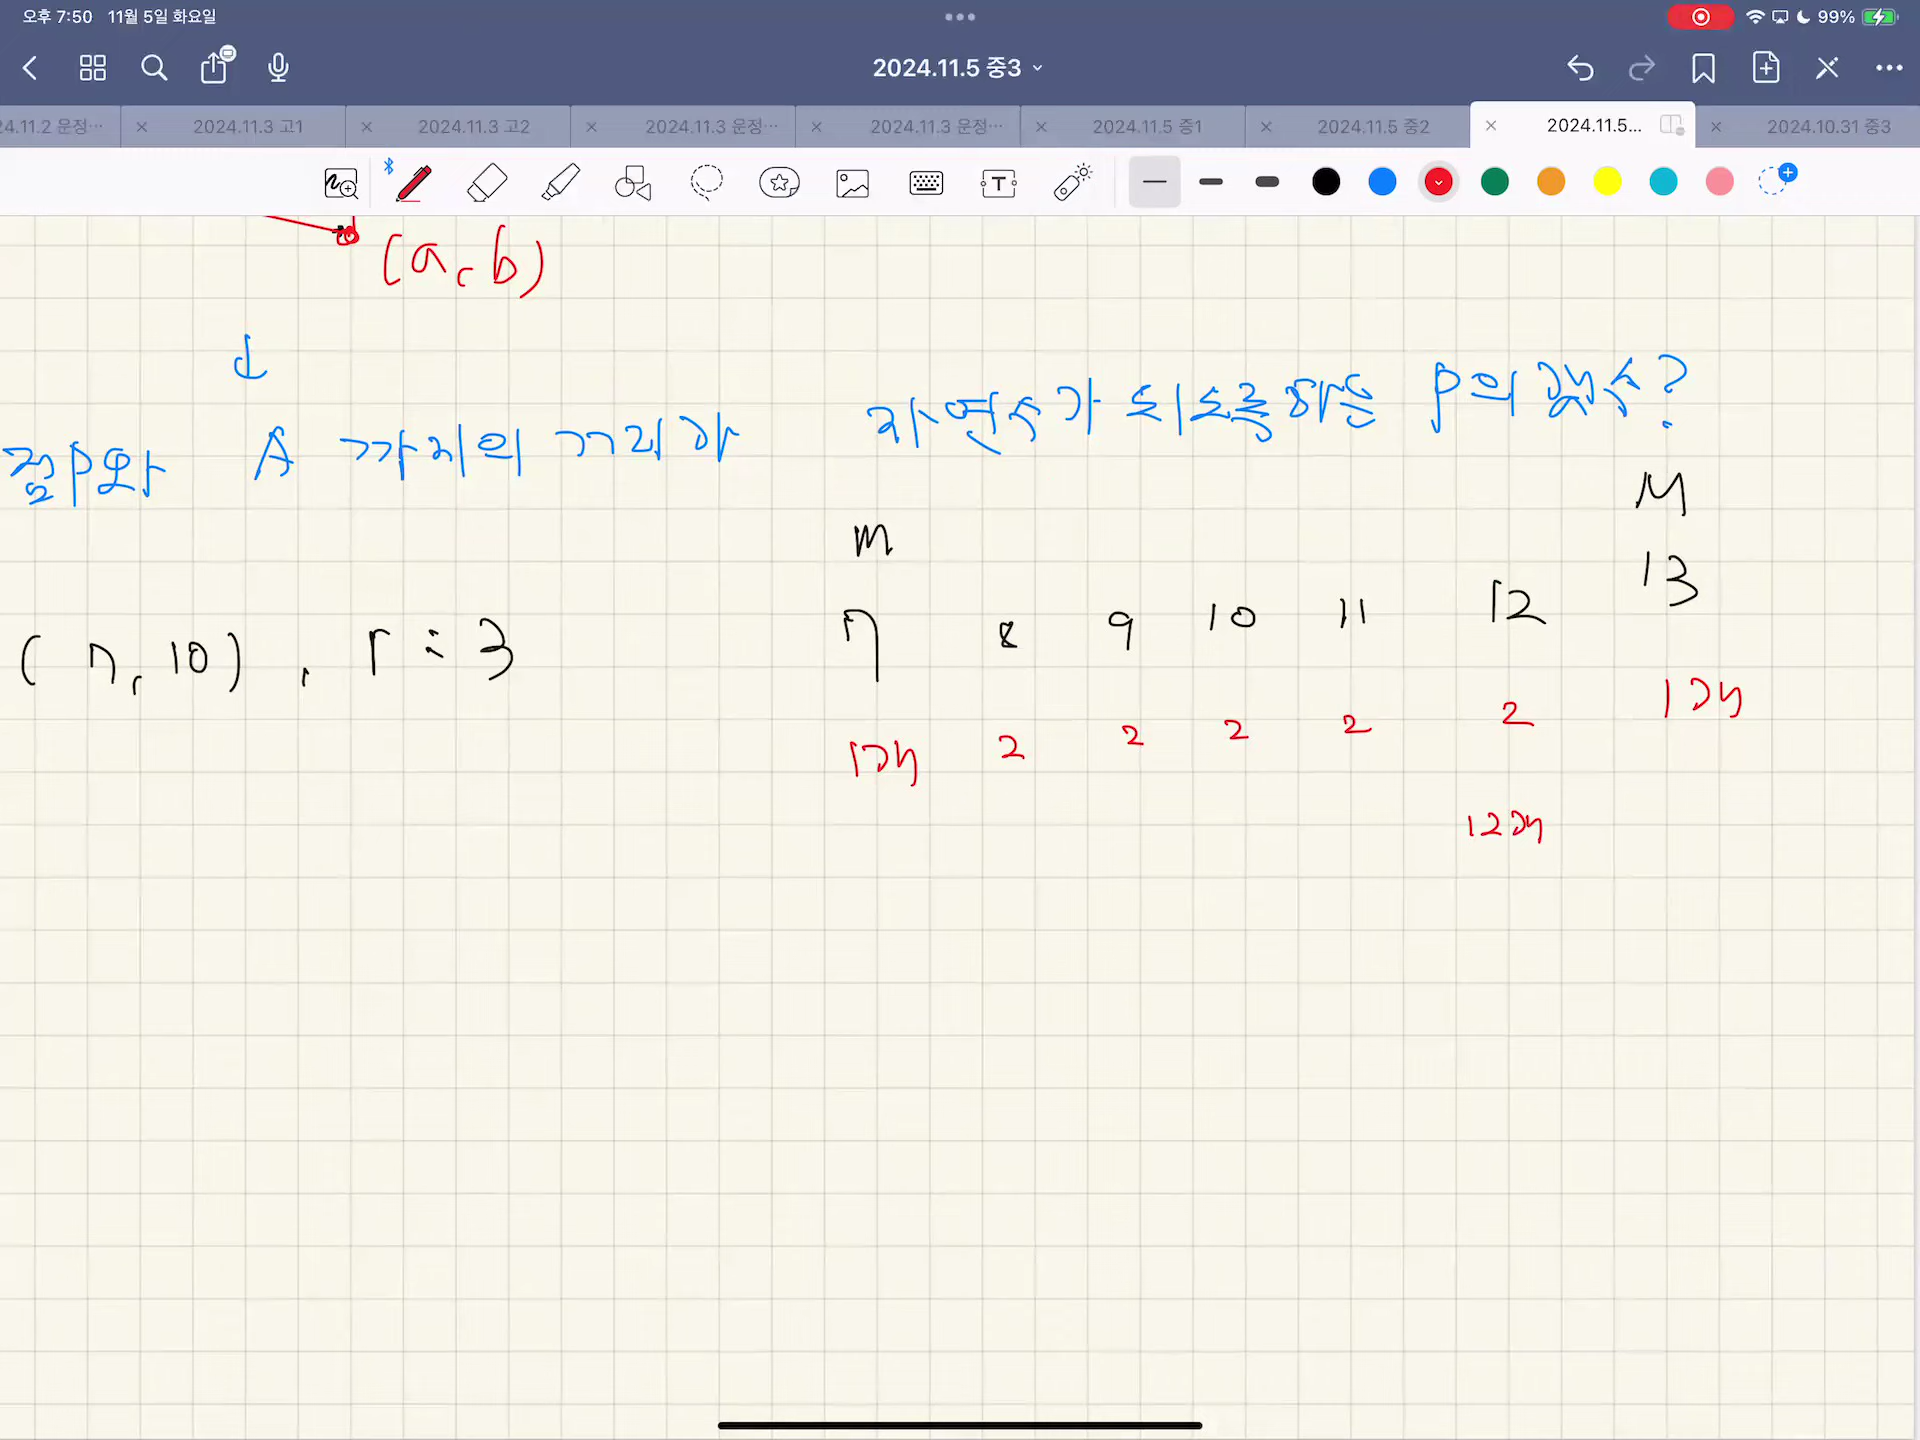 오후 7:50 11월 5일 화요일
99%
2024.11.5 중3
24.11.2 운정…
2024.11.3 고1
2024.11.3 고2
2024.11.3 운정…
2024.11.3 운정…
2024.11.5 중1
2024.11.5 중2
2024.11.5…
2024.10.31 중3
(a, b)
점P와 A 까지의 거리가 자연수가 되도록하는 P의 갯수?
m M
7 8 9 10 11 12 13
(7, 10), r : 3
1개 2 2 2 2 2 1개
12개